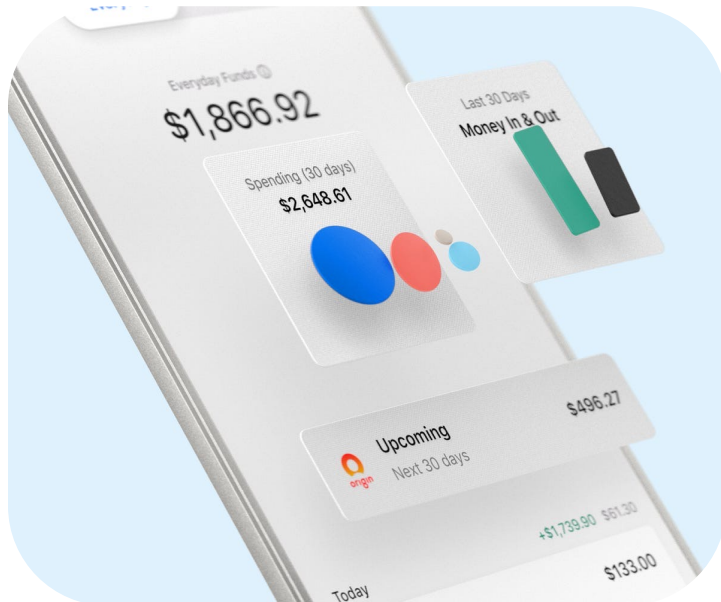 Everyday Funds
$1,866.92
Last 30 Days
Money In & Out
Spending (30 days)
$2,648.61
Upcoming
Next 30 days
$496.27
origin
+$1,739.90 $61.30
Today
$133.00